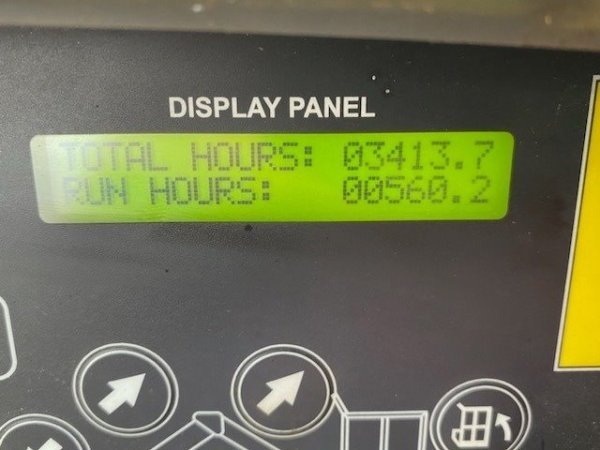 DISPLAY PANEL
TOTAL HOURS: 03413.7
RUN HOURS: 00560.2